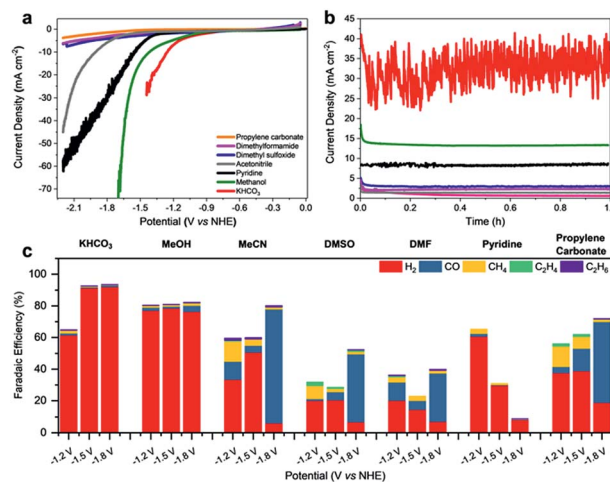 a
b
0
-10
-20
-30
-40
-50
-60
-70
Current Density (mA cm⁻²)
Propylene carbonate
Dimethylformamide
Dimethyl sulfoxide
Acetonitrile
Pyridine
Methanol
KHCO₃
-2.1
-1.8
-1.5
-1.2
-0.9
-0.6
-0.3
0.0
Potential (V vs NHE)
45
40
35
30
25
20
15
10
5
0
Current Density (mA cm⁻²)
0.0
0.2
0.4
0.6
0.8
1.0
Time (h)
c
KHCO₃
MeOH
MeCN
DMSO
DMF
Pyridine
Propylene
Carbonate
H₂
CO
CH₄
C₂H₄
C₂H₆
100
80
60
40
20
0
Faradaic Efficiency (%)
-1.2 V
-1.5 V
-1.8 V
-1.2 V
-1.5 V
-1.8 V
-1.2 V
-1.5 V
-1.8 V
-1.2 V
-1.5 V
-1.8 V
-1.2 V
-1.5 V
-1.8 V
-1.2 V
-1.5 V
-1.8 V
-1.2 V
-1.5 V
-1.8 V
Potential (V vs NHE)